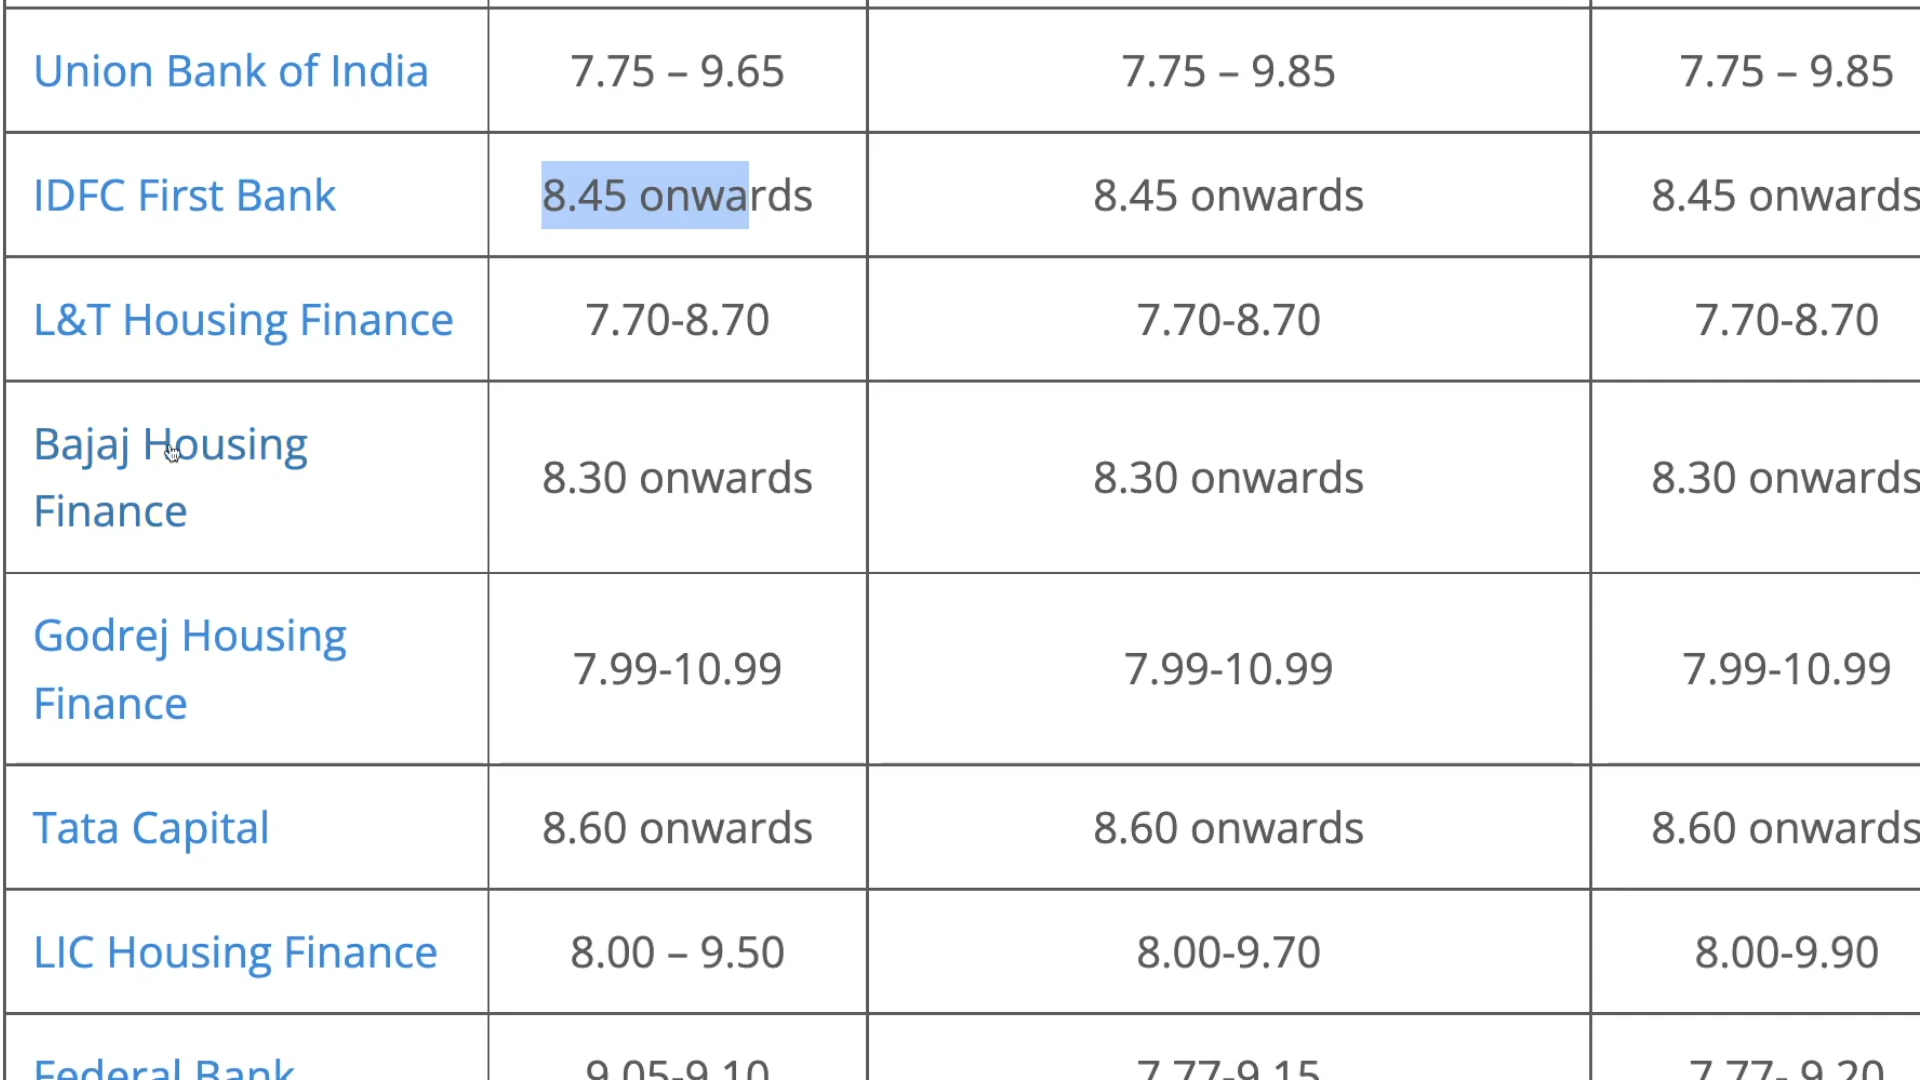 Union Bank of India 7.75 – 9.65 7.75 – 9.85 7.75 – 9.85
IDFC First Bank 8.45 onwards 8.45 onwards 8.45 onwards
L&T Housing Finance 7.70-8.70 7.70-8.70 7.70-8.70
Bajaj Housing
Finance 8.30 onwards 8.30 onwards 8.30 onwards
Godrej Housing
Finance 7.99-10.99 7.99-10.99 7.99-10.99
Tata Capital 8.60 onwards 8.60 onwards 8.60 onwards
LIC Housing Finance 8.00 – 9.50 8.00-9.70 8.00-9.90
Federal Bank 9.05-9.10 7.77-9.15 7.77- 9.20